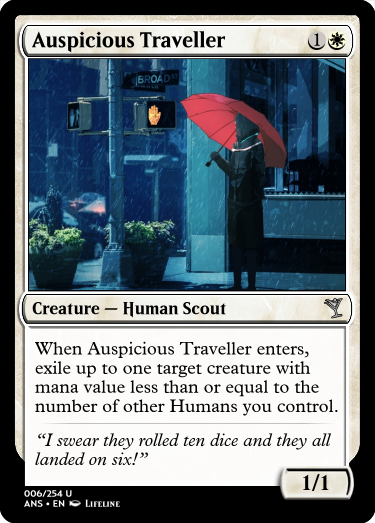 Auspicious Traveller 1
BROAD
Creature — Human Scout
When Auspicious Traveller enters,
exile up to one target creature with
mana value less than or equal to the
number of other Humans you control.
“I swear they rolled ten dice and they all
landed on six!”
1/1
006/254 U
ANS • EN LIFELINE